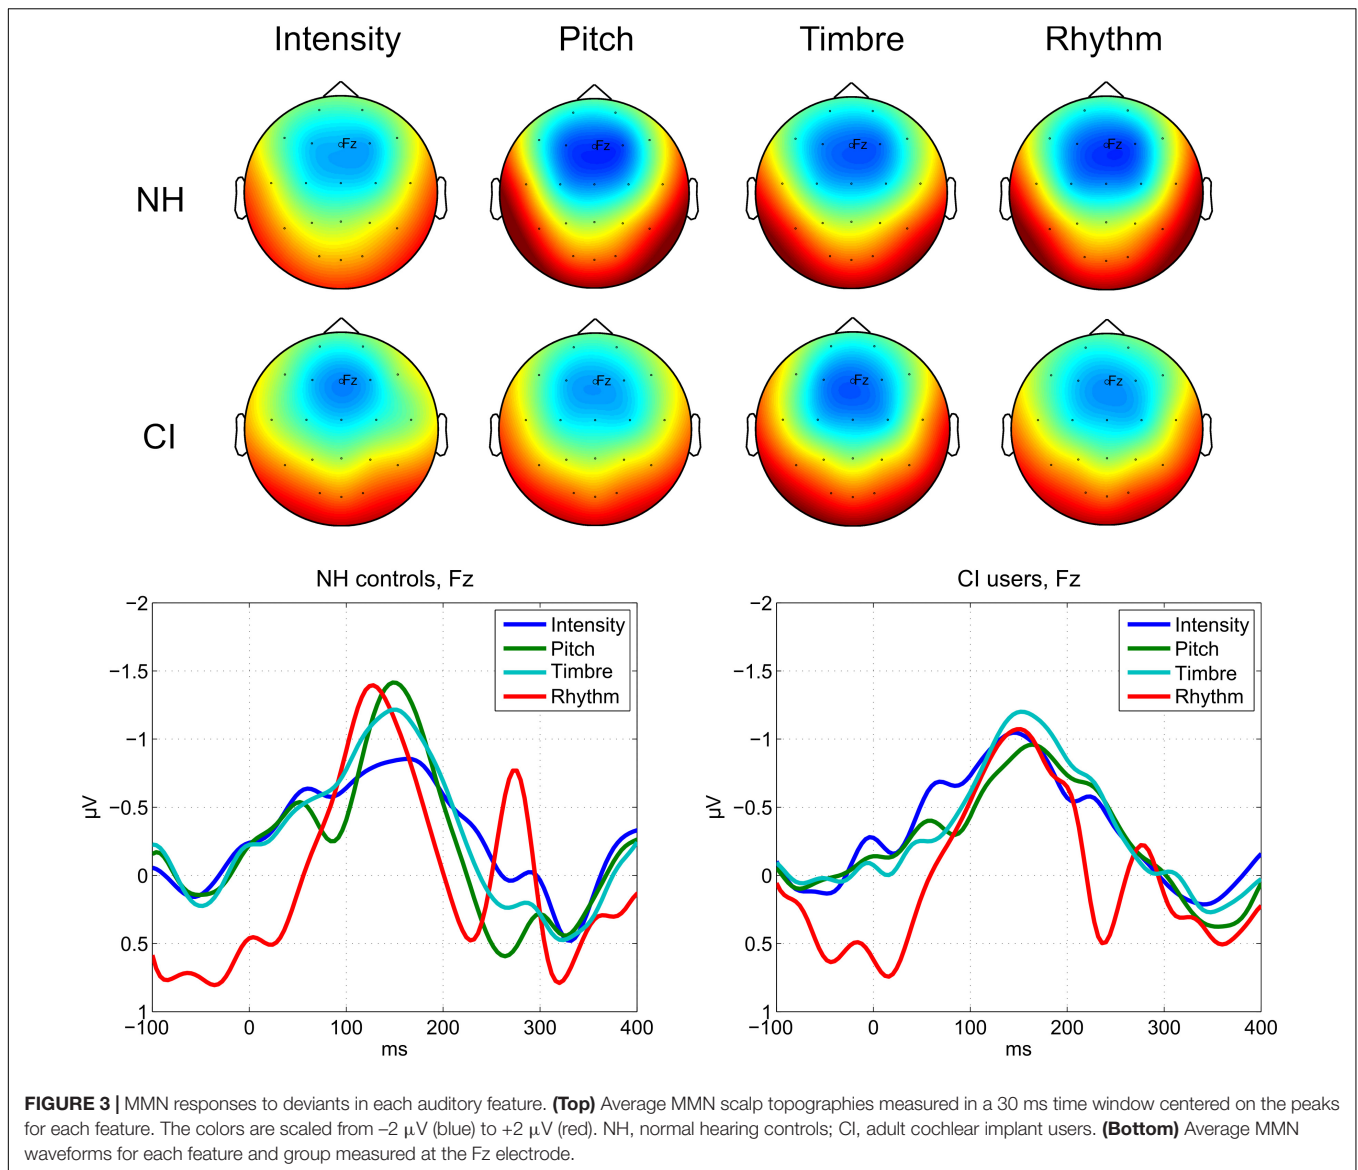 Intensity Pitch Timbre Rhythm
NH
Fz Fz Fz Fz
CI
Fz Fz Fz Fz
NH controls, Fz
−2
−1.5
−1
−0.5
0
0.5
1
µV
−100 0 100 200 300 400
ms
Intensity
Pitch
Timbre
Rhythm
CI users, Fz
−2
−1.5
−1
−0.5
0
0.5
1
µV
−100 0 100 200 300 400
ms
Intensity
Pitch
Timbre
Rhythm
FIGURE 3 | MMN responses to deviants in each auditory feature. (Top) Average MMN scalp topographies measured in a 30 ms time window centered on the peaks
for each feature. The colors are scaled from –2 µV (blue) to +2 µV (red). NH, normal hearing controls; CI, adult cochlear implant users. (Bottom) Average MMN
waveforms for each feature and group measured at the Fz electrode.